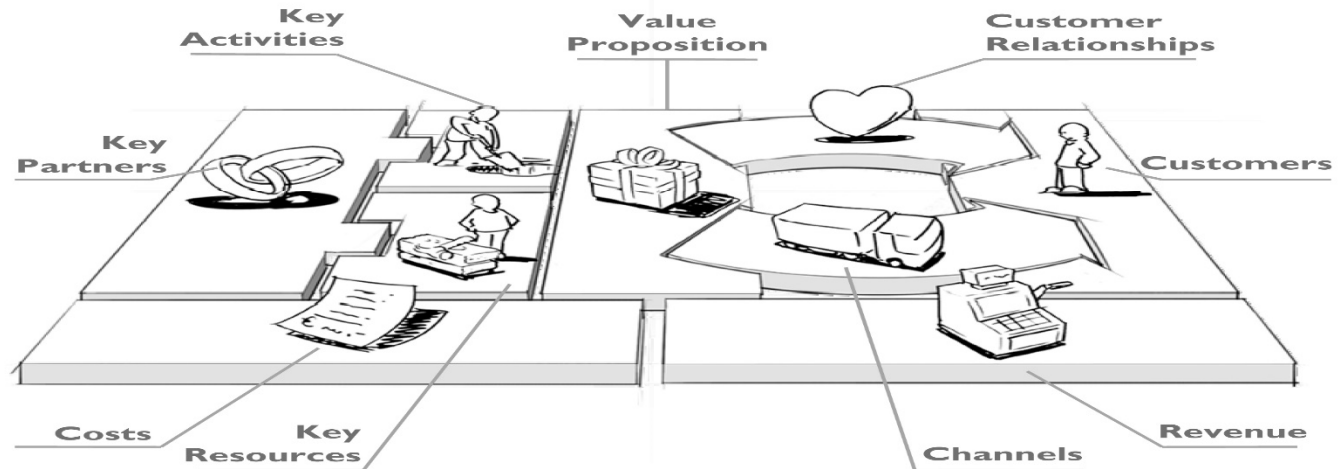 Key
Activities
Value
Proposition
Customer
Relationships
Key
Partners
Customers
Costs
Key
Resources
Channels
Revenue